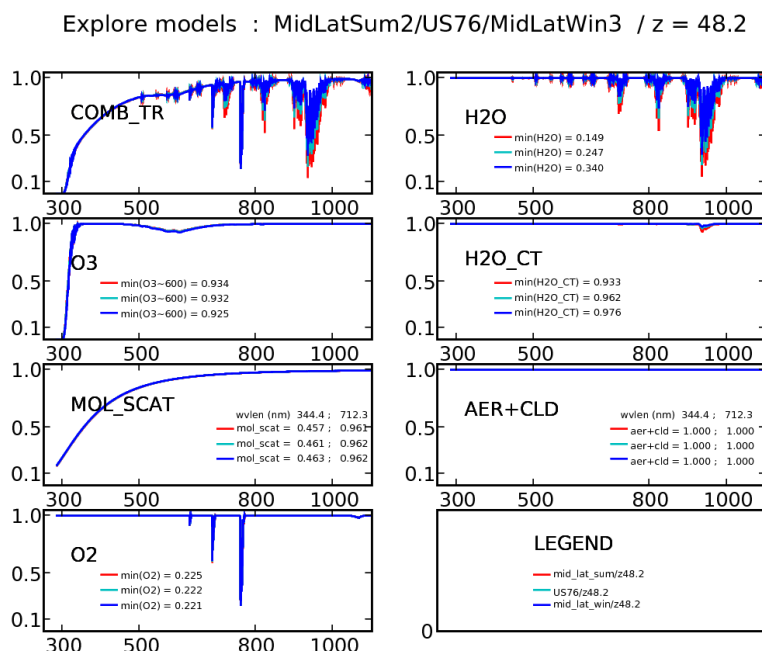 Explore models : MidLatSum2/US76/MidLatWin3 / z = 48.2
1.0
0.5
0.1
COMB_TR
300 500 800 1000
1.0
0.5
0.1
H2O
min(H2O) = 0.149
min(H2O) = 0.247
min(H2O) = 0.340
300 500 800 1000
1.0
0.5
0.1
O3
min(O3~600) = 0.934
min(O3~600) = 0.932
min(O3~600) = 0.925
300 500 800 1000
1.0
0.5
0.1
H2O_CT
min(H2O_CT) = 0.933
min(H2O_CT) = 0.962
min(H2O_CT) = 0.976
300 500 800 1000
1.0
0.5
0.1
MOL_SCAT
wvlen (nm) 344.4 ; 712.3
mol_scat = 0.457 ; 0.961
mol_scat = 0.461 ; 0.962
mol_scat = 0.463 ; 0.962
300 500 800 1000
1.0
0.5
0.1
AER+CLD
wvlen (nm) 344.4 ; 712.3
aer+cld = 1.000 ; 1.000
aer+cld = 1.000 ; 1.000
aer+cld = 1.000 ; 1.000
300 500 800 1000
1.0
0.5
0.1
O2
min(O2) = 0.225
min(O2) = 0.222
min(O2) = 0.221
300 500 800 1000
LEGEND
mid_lat_sum/z48.2
US76/z48.2
mid_lat_win/z48.2
0